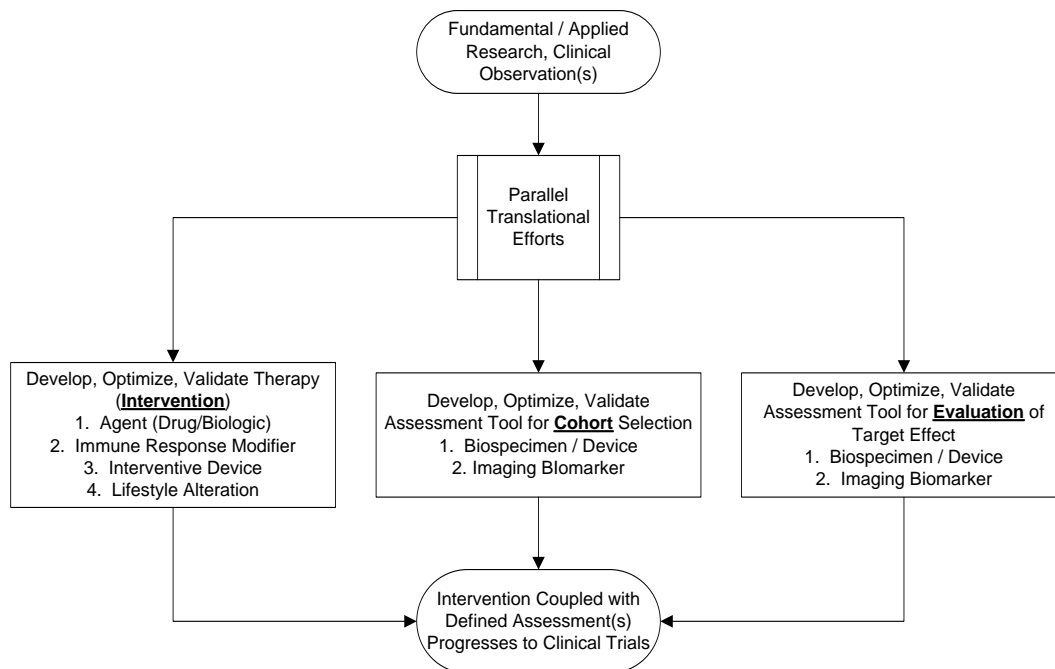 Fundamental / Applied
Research, Clinical
Observation(s)
Parallel
Translational
Efforts
Develop, Optimize, Validate Therapy
(Intervention)
1. Agent (Drug/Biologic)
2. Immune Response Modifier
3. Interventive Device
4. Lifestyle Alteration
Develop, Optimize, Validate
Assessment Tool for Cohort Selection
1. Biospecimen / Device
2. Imaging BIomarker
Develop, Optimize, Validate
Assessment Tool for Evaluation of
Target Effect
1. Biospecimen / Device
2. Imaging Biomarker
Intervention Coupled with
Defined Assessment(s)
Progresses to Clinical Trials